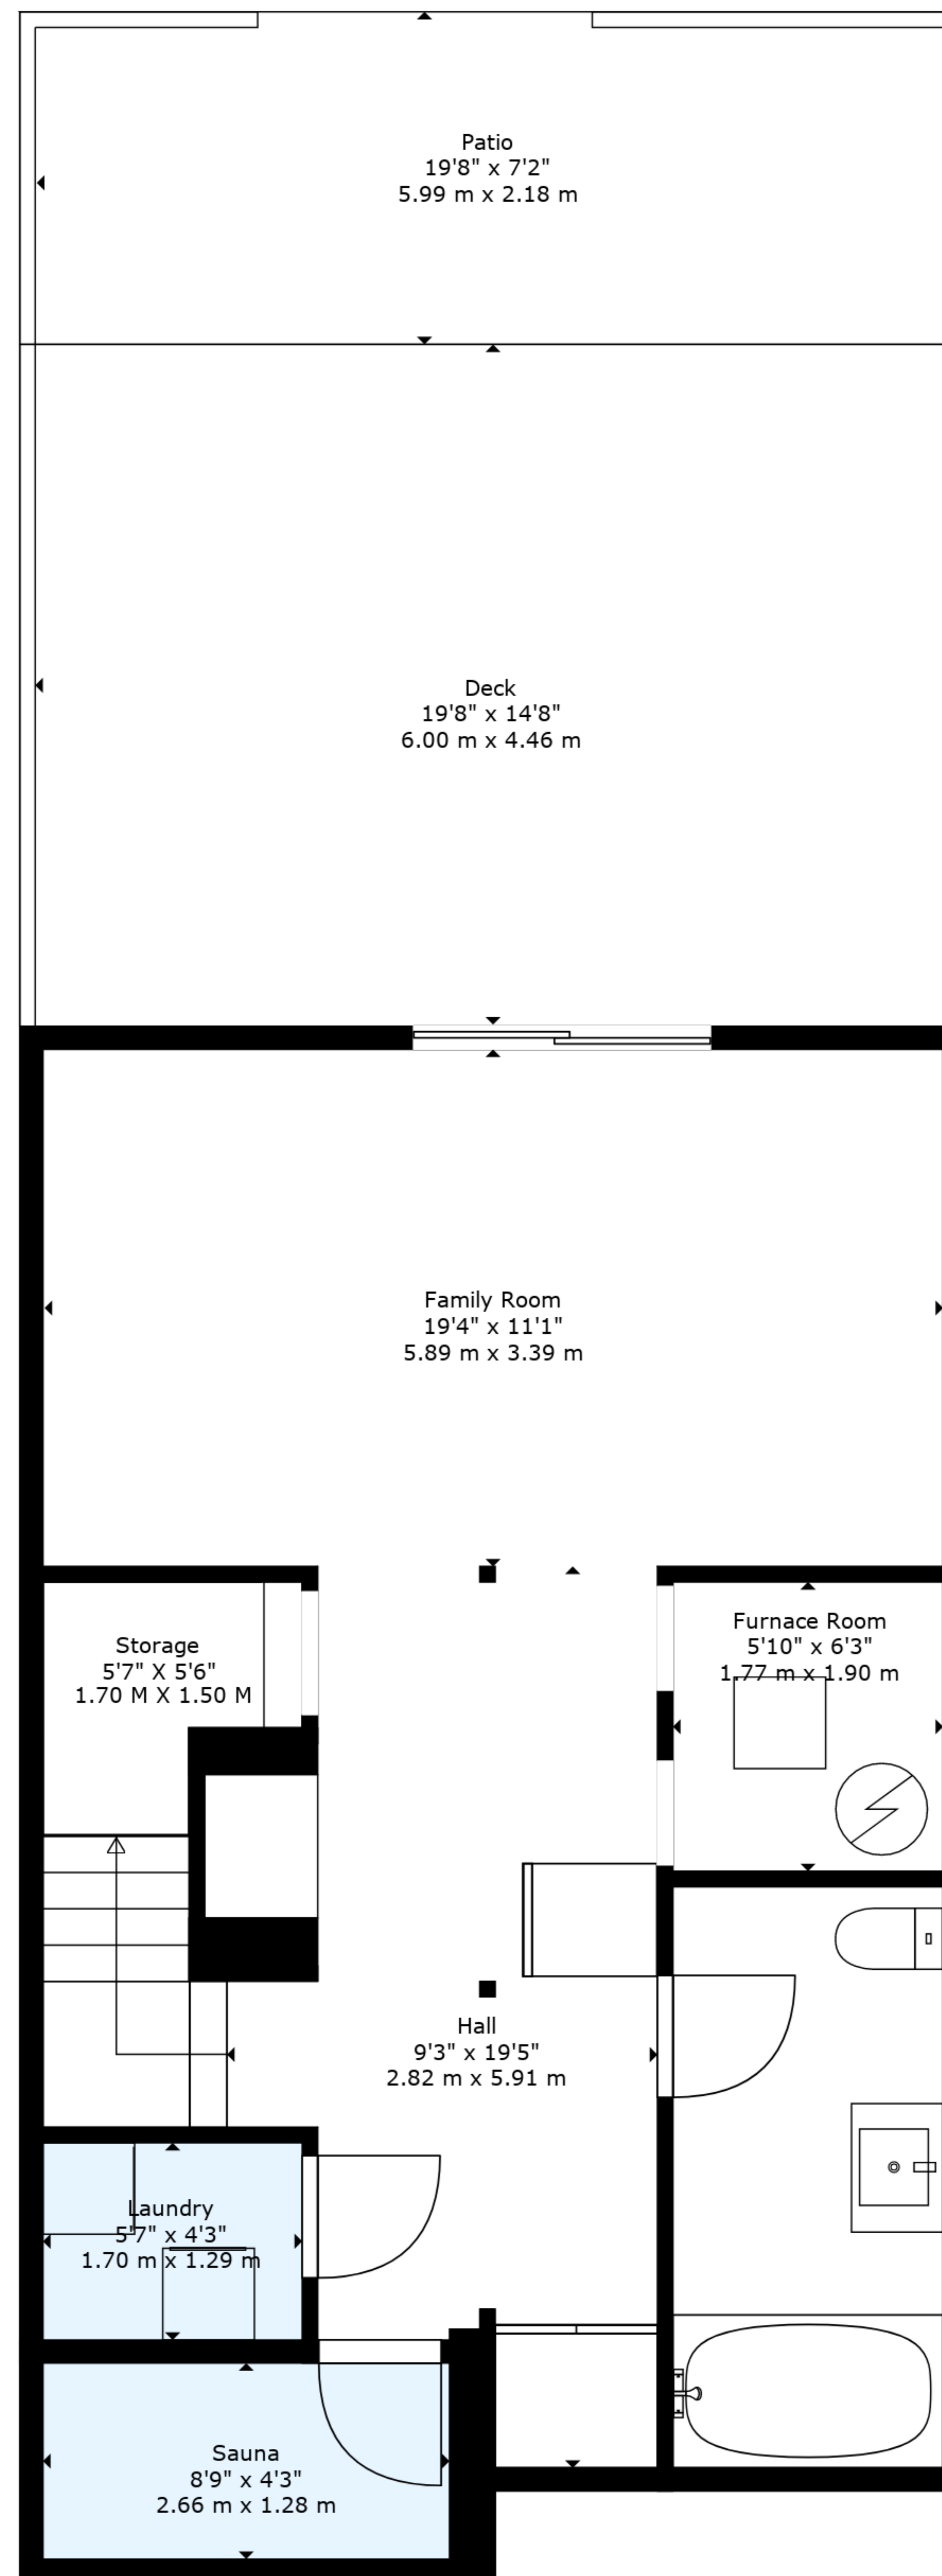 Patio
19'8" x 7'2"
5.99 m x 2.18 m
Deck
19'8" x 14'8"
6.00 m x 4.46 m
Family Room
19'4" x 11'1"
5.89 m x 3.39 m
Storage
5'7" X 5'6"
1.70 M X 1.50 M
Furnace Room
5'10" x 6'3"
1.77 m x 1.90 m
Hall
9'3" x 19'5"
2.82 m x 5.91 m
Laundry
5'7" x 4'3"
1.70 m x 1.29 m
Sauna
8'9" x 4'3"
2.66 m x 1.28 m